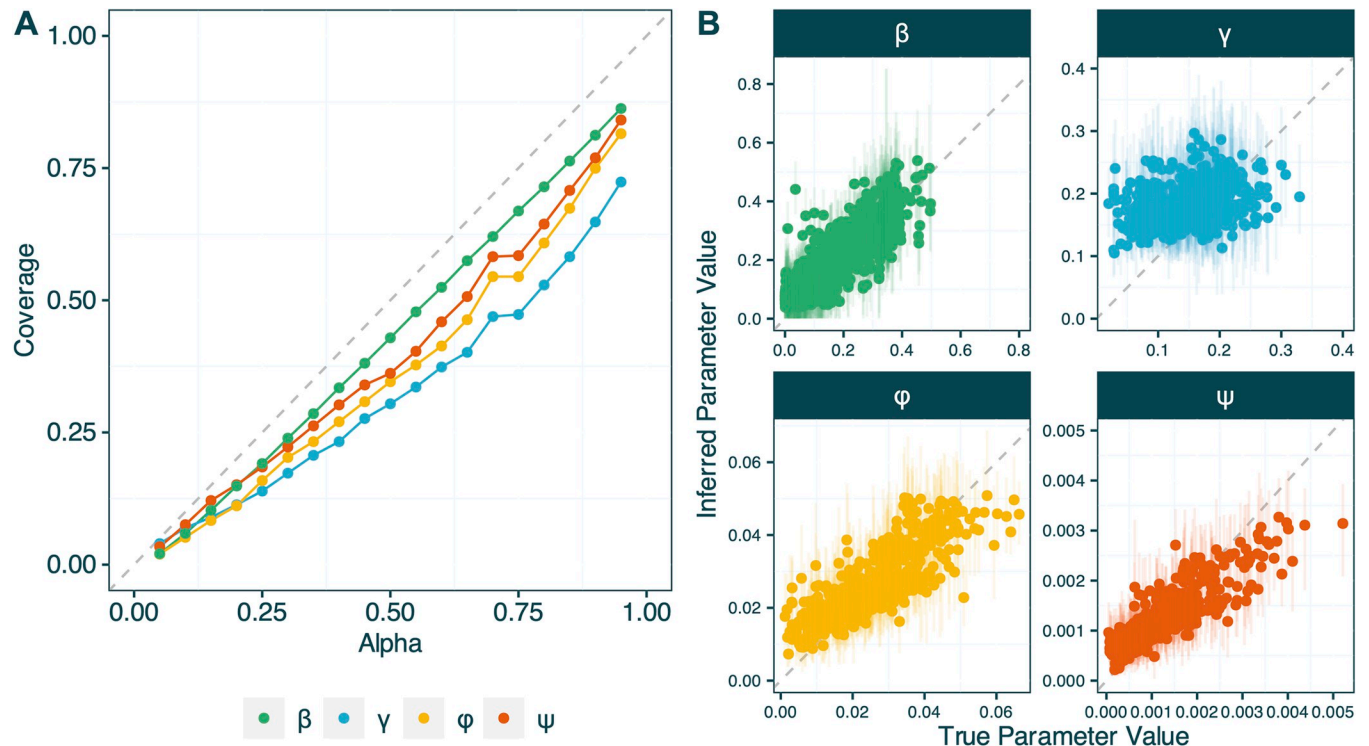 A
1.00
0.75
0.50
0.25
0.00
Coverage
0.00 0.25 0.50 0.75 1.00
Alpha
β γ φ ψ
B
Inferred Parameter Value
β
0.8
0.6
0.4
0.2
0.0
0.0 0.2 0.4 0.6 0.8
γ
0.4
0.3
0.2
0.1
0.0
0.1 0.2 0.3 0.4
φ
0.06
0.04
0.02
0.00
0.00 0.02 0.04 0.06
ψ
0.005
0.004
0.003
0.002
0.001
0.000
0.000 0.001 0.002 0.003 0.004 0.005
True Parameter Value